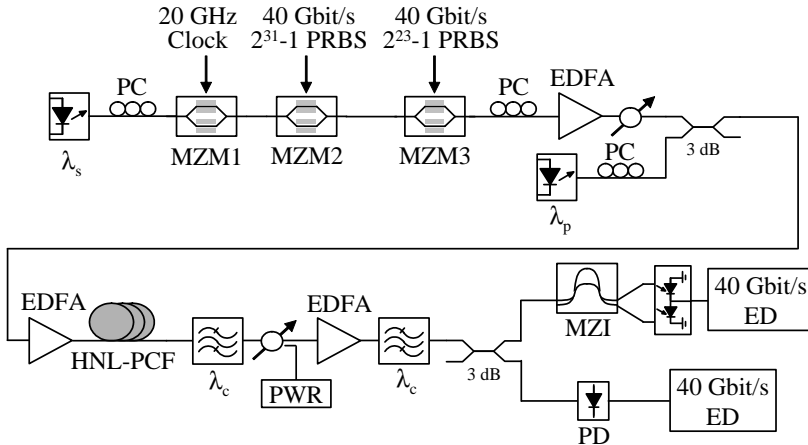 20 GHz
Clock
40 Gbit/s
2³¹-1 PRBS
40 Gbit/s
2²³-1 PRBS
PC
MZM1
MZM2
MZM3
PC
EDFA
λs
PC
3 dB
λp
EDFA
HNL-PCF
λc
PWR
EDFA
λc
3 dB
MZI
40 Gbit/s
ED
PD
40 Gbit/s
ED